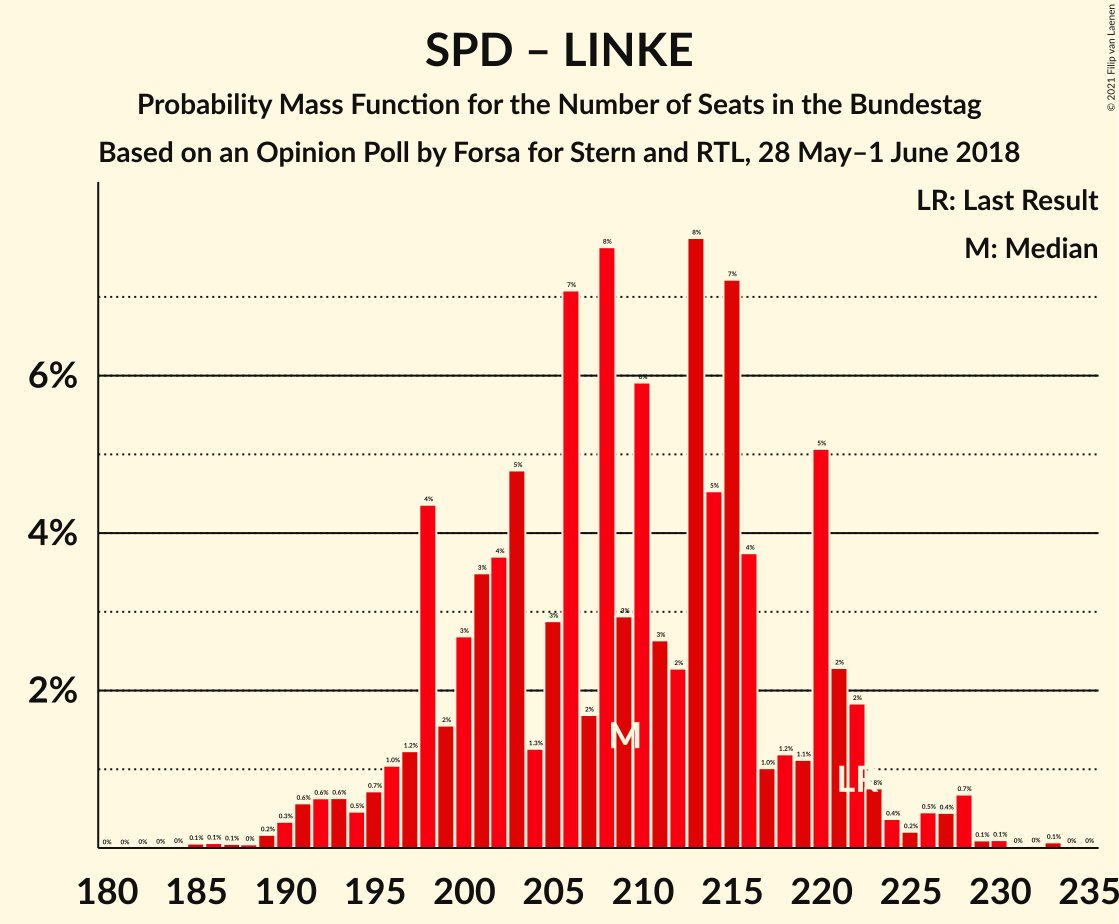 SPD – LINKE
Probability Mass Function for the Number of Seats in the Bundestag
Based on an Opinion Poll by Forsa for Stern and RTL, 28 May–1 June 2018
© 2021 Filip van Laenen
LR: Last Result
M: Median
6%
4%
2%
0% 0% 0% 0% 0% 0.1% 0.1% 0.1% 0% 0.2% 0.3% 0.6% 0.6% 0.6% 0.5% 0.7% 1.0% 1.2% 4% 2% 3% 3% 4% 5% 1.3% 3% 7% 2% 8% 3% 6% 3% 2% 8% 5% 7% 4% 1.0% 1.2% 1.1% 5% 2% 2% 8% 0.4% 0.2% 0.5% 0.4% 0.7% 0.1% 0.1% 0% 0% 0.1% 0% 0%
M
LR
180 185 190 195 200 205 210 215 220 225 230 235